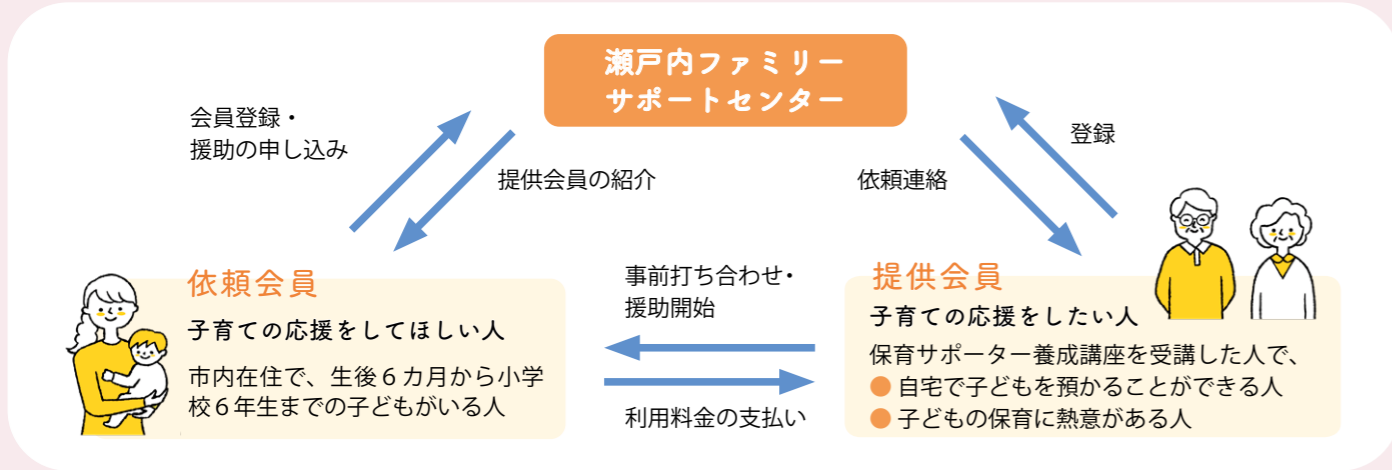 瀬戸内ファミリー
サポートセンター
会員登録・
援助の申し込み
提供会員の紹介
依頼連絡
登録
依頼会員
子育ての応援をしてほしい人
市内在住で、生後６カ月から小学
校６年生までの子どもがいる人
事前打ち合わせ・
援助開始
利用料金の支払い
提供会員
子育ての応援をしたい人
保育サポーター養成講座を受講した人で、
● 自宅で子どもを預かることができる人
● 子どもの保育に熱意がある人